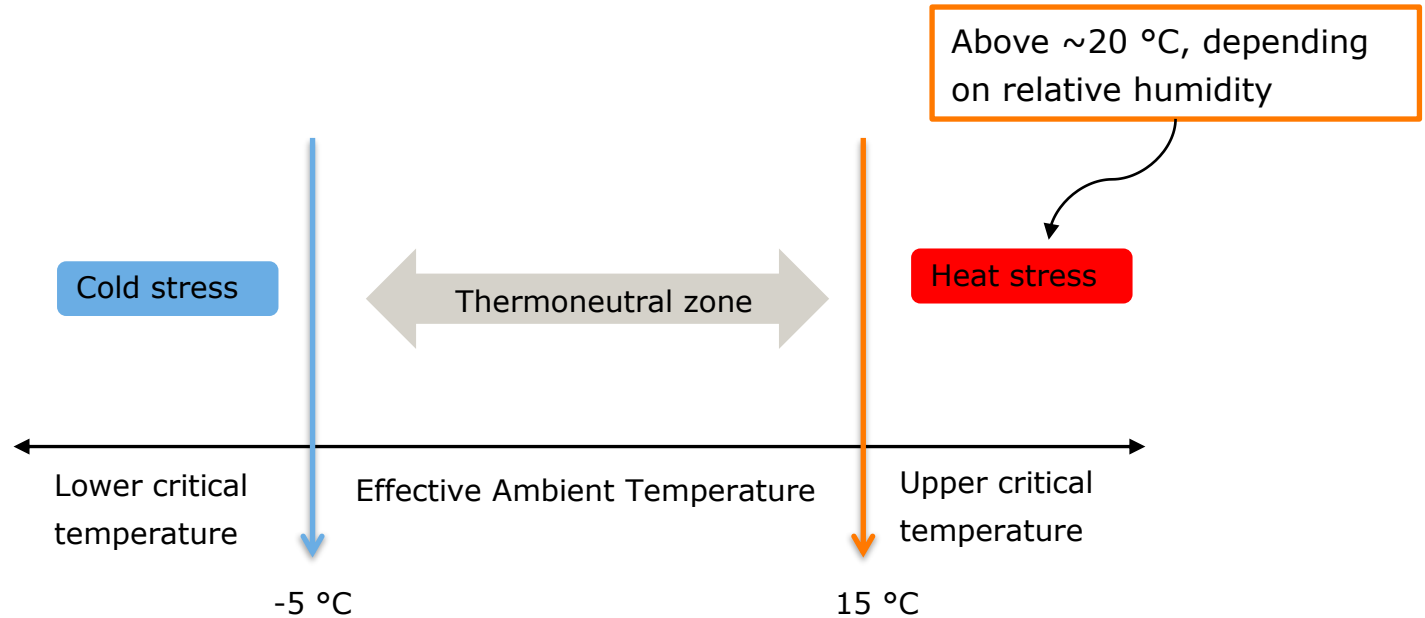 Above ~20 °C, depending
on relative humidity
Cold stress
Thermoneutral zone
Heat stress
Lower critical
temperature
Effective Ambient Temperature
Upper critical
temperature
-5 °C
15 °C